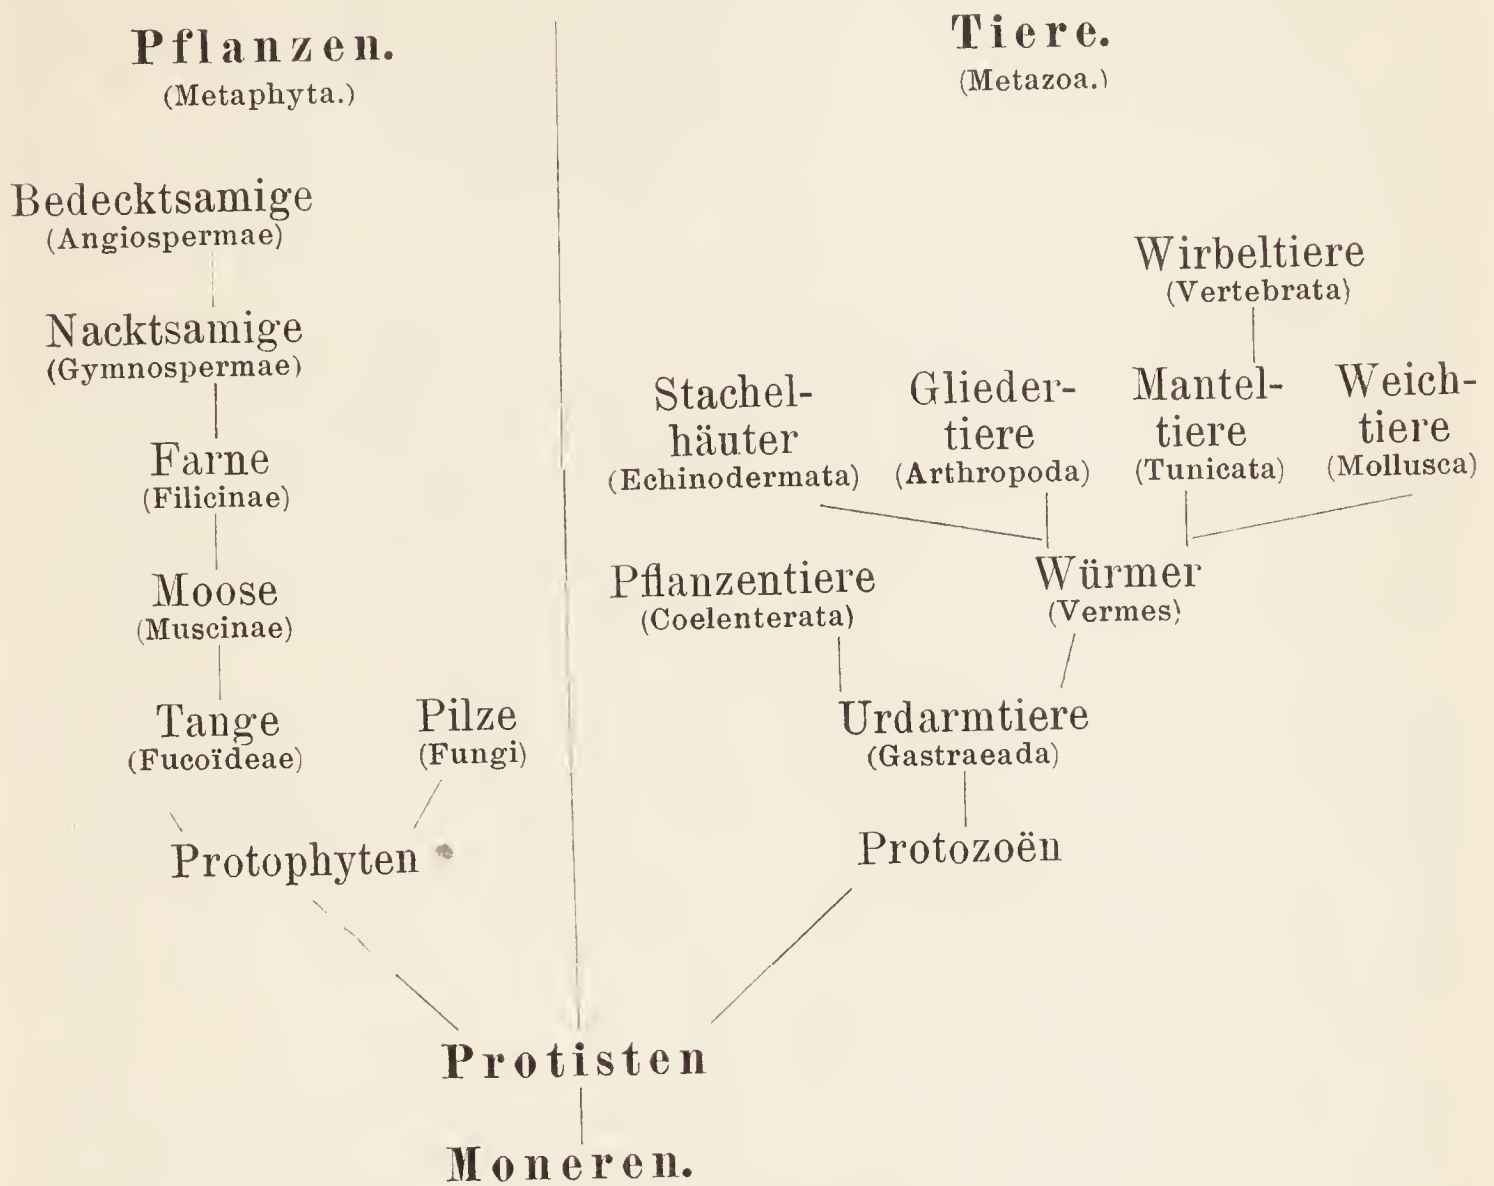 Pflanzen.
(Metaphyta.)
Bedecktsamige
(Angiospermae)
Nacktsamige
(Gymnospermae)
Farne
(Filicinae)
Moose
(Muscinae)
Tange
(Fucoïdeae)
Pilze
(Fungi)
Protophyten
Tiere.
(Metazoa.)
Wirbeltiere
(Vertebrata)
Stachel-
häuter
(Echinodermata)
Glieder-
tiere
(Arthropoda)
Mantel-
tiere
(Tunicata)
Weich-
tiere
(Mollusca)
Pflanzentiere
(Coelenterata)
Würmer
(Vermes)
Urdarmtiere
(Gastraeada)
Protozoën
Protisten
Moneren.